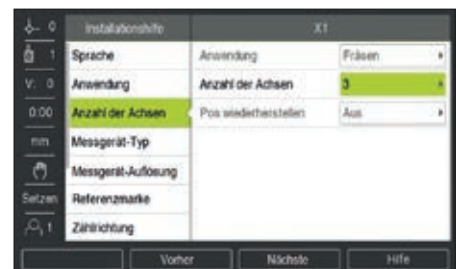 0 Installationshilfe X1
1 Sprache Anwendung Fräsen
V: 0 Anwendung Anzahl der Achsen 3
0:00 Anzahl der Achsen Pos wiederherstellen Aus
mm Messgerät-Typ
Messgerät-Auflösung
Setzen Referenzmarke
1 Zählrichtung
Vorher Nächste Hilfe